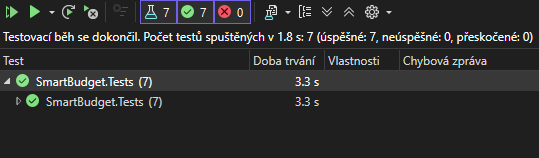 7 7 0
Testovací běh se dokončil. Počet testů spuštěných v 1.8 s: 7 (úspěšné: 7, neúspěšné: 0, přeskočené: 0)
Test Doba trvání Vlastnosti Chybová zpráva
SmartBudget.Tests (7) 3.3 s
SmartBudget.Tests (7) 3.3 s